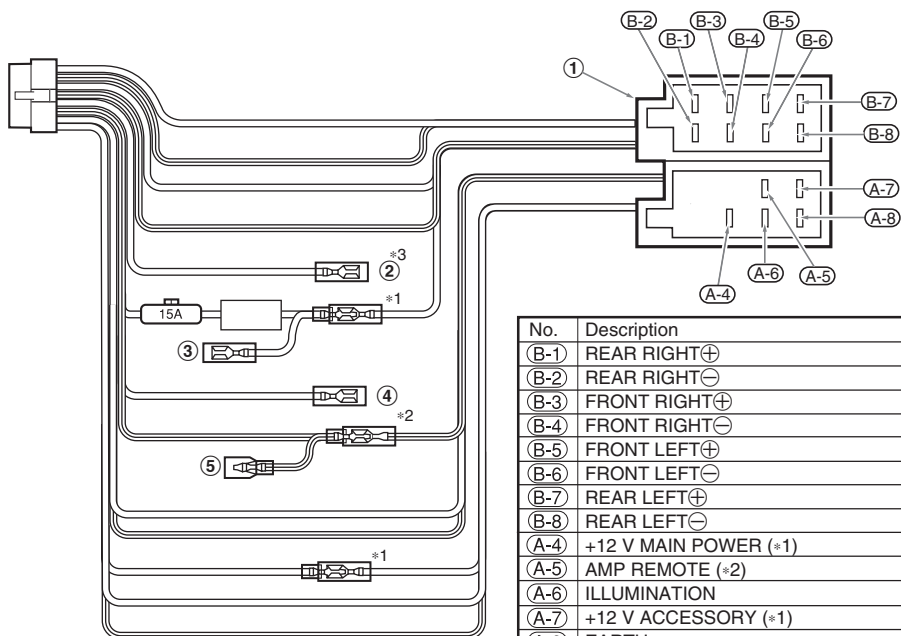 B-2 B-3 B-5
B-1 B-4 B-6
①
B-7
B-8
A-7
A-8
A-6 A-5
A-4
*3
②
*1
15A
③
④
*2
⑤
*1
No. Description
B-1 REAR RIGHT⊕
B-2 REAR RIGHT⊖
B-3 FRONT RIGHT⊕
B-4 FRONT RIGHT⊖
B-5 FRONT LEFT⊕
B-6 FRONT LEFT⊖
B-7 REAR LEFT⊕
B-8 REAR LEFT⊖
A-4 +12 V MAIN POWER (*1)
A-5 AMP REMOTE (*2)
A-6 ILLUMINATION
A-7 +12 V ACCESSORY (*1)